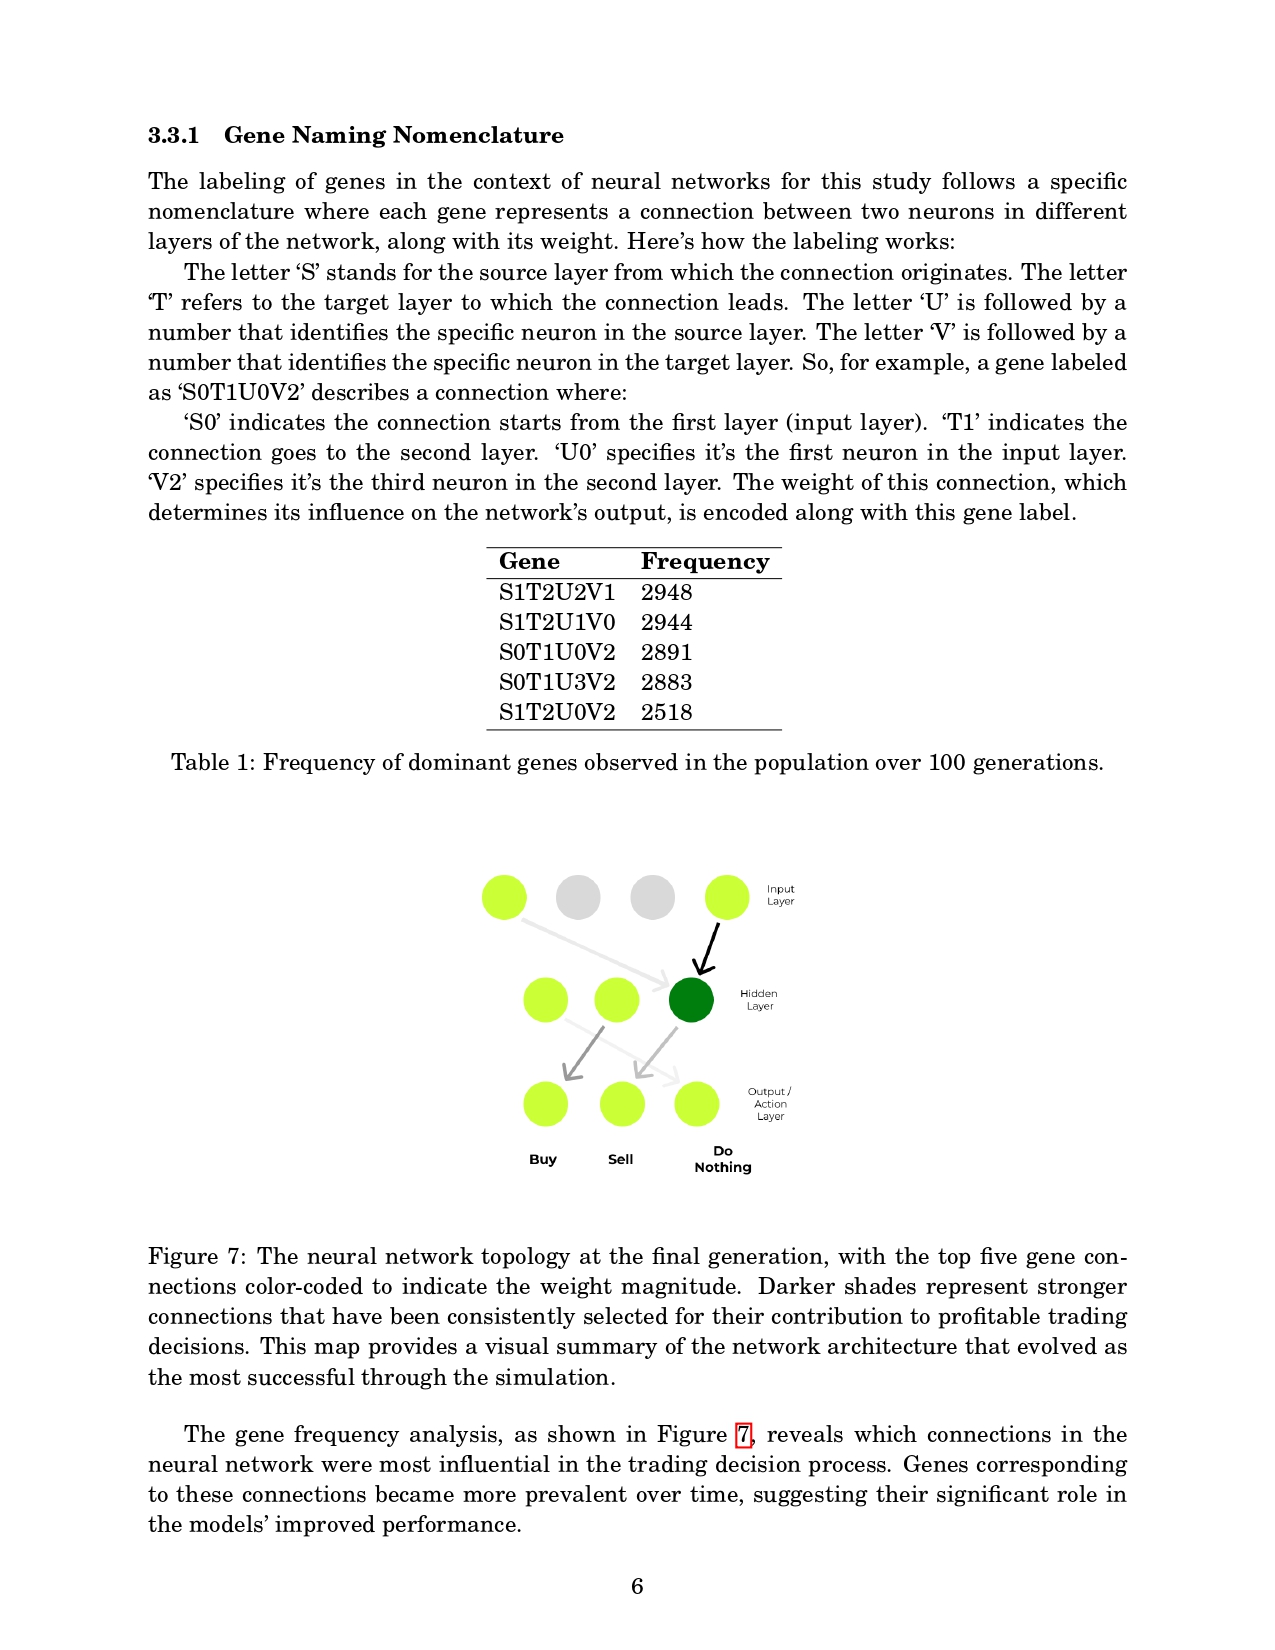 3.3.1 Gene Naming Nomenclature
The labeling of genes in the context of neural networks for this study follows a specific
nomenclature where each gene represents a connection between two neurons in different
layers of the network, along with its weight. Here’s how the labeling works:
The letter ‘S’ stands for the source layer from which the connection originates. The letter
‘T’ refers to the target layer to which the connection leads. The letter ‘U’ is followed by a
number that identifies the specific neuron in the source layer. The letter ‘V’ is followed by a
number that identifies the specific neuron in the target layer. So, for example, a gene labeled
as ‘S0T1U0V2’ describes a connection where:
‘S0’ indicates the connection starts from the first layer (input layer). ‘T1’ indicates the
connection goes to the second layer. ‘U0’ specifies it’s the first neuron in the input layer.
‘V2’ specifies it’s the third neuron in the second layer. The weight of this connection, which
determines its influence on the network’s output, is encoded along with this gene label.
Gene Frequency
S1T2U2V1 2948
S1T2U1V0 2944
S0T1U0V2 2891
S0T1U3V2 2883
S1T2U0V2 2518
Table 1: Frequency of dominant genes observed in the population over 100 generations.
Input
Layer
Hidden
Layer
Output /
Action
Layer
Buy
Sell
Do
Nothing
Figure 7: The neural network topology at the final generation, with the top five gene con-
nections color-coded to indicate the weight magnitude. Darker shades represent stronger
connections that have been consistently selected for their contribution to profitable trading
decisions. This map provides a visual summary of the network architecture that evolved as
the most successful through the simulation.
The gene frequency analysis, as shown in Figure 7, reveals which connections in the
neural network were most influential in the trading decision process. Genes corresponding
to these connections became more prevalent over time, suggesting their significant role in
the models’ improved performance.
6